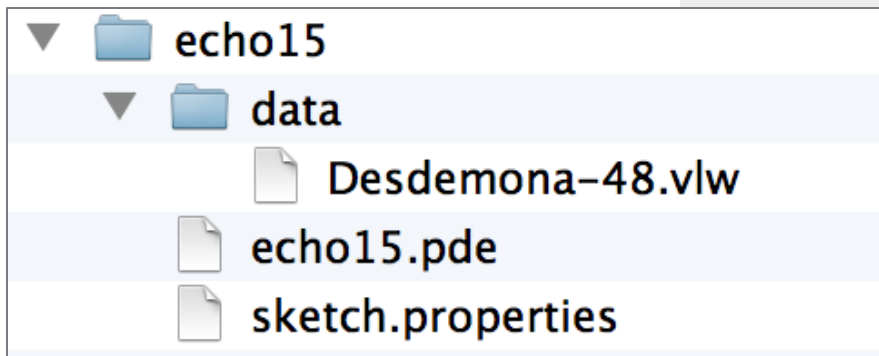 echo15
data
Desdemona-48.vlw
echo15.pde
sketch.properties